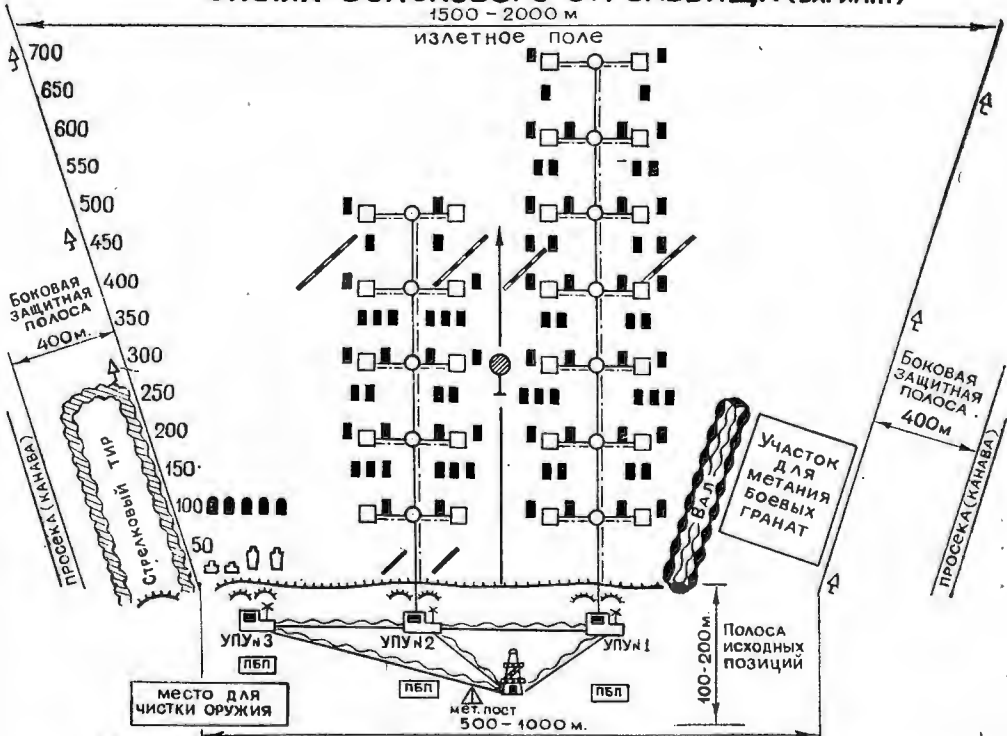 (ВАРИАНТ)
1500-2000 м
излетное поле
700
650
600
550
500
450
400
350
300
250
200
150
100
50
Боковая
защитная
полоса
400м.
просека (канава)
Стрелковый тир
Боковая
защитная
полоса
400м
просека (канава)
ВАЛ
Участок
для
метания
боевых
гранат
УПУ№3
УПУ№2
УПУ№1
ПБП
ПБП
ПБП
место для
чистки оружия
мет. пост
500-1000 м.
100-200м
Полоса
исходных
позиций